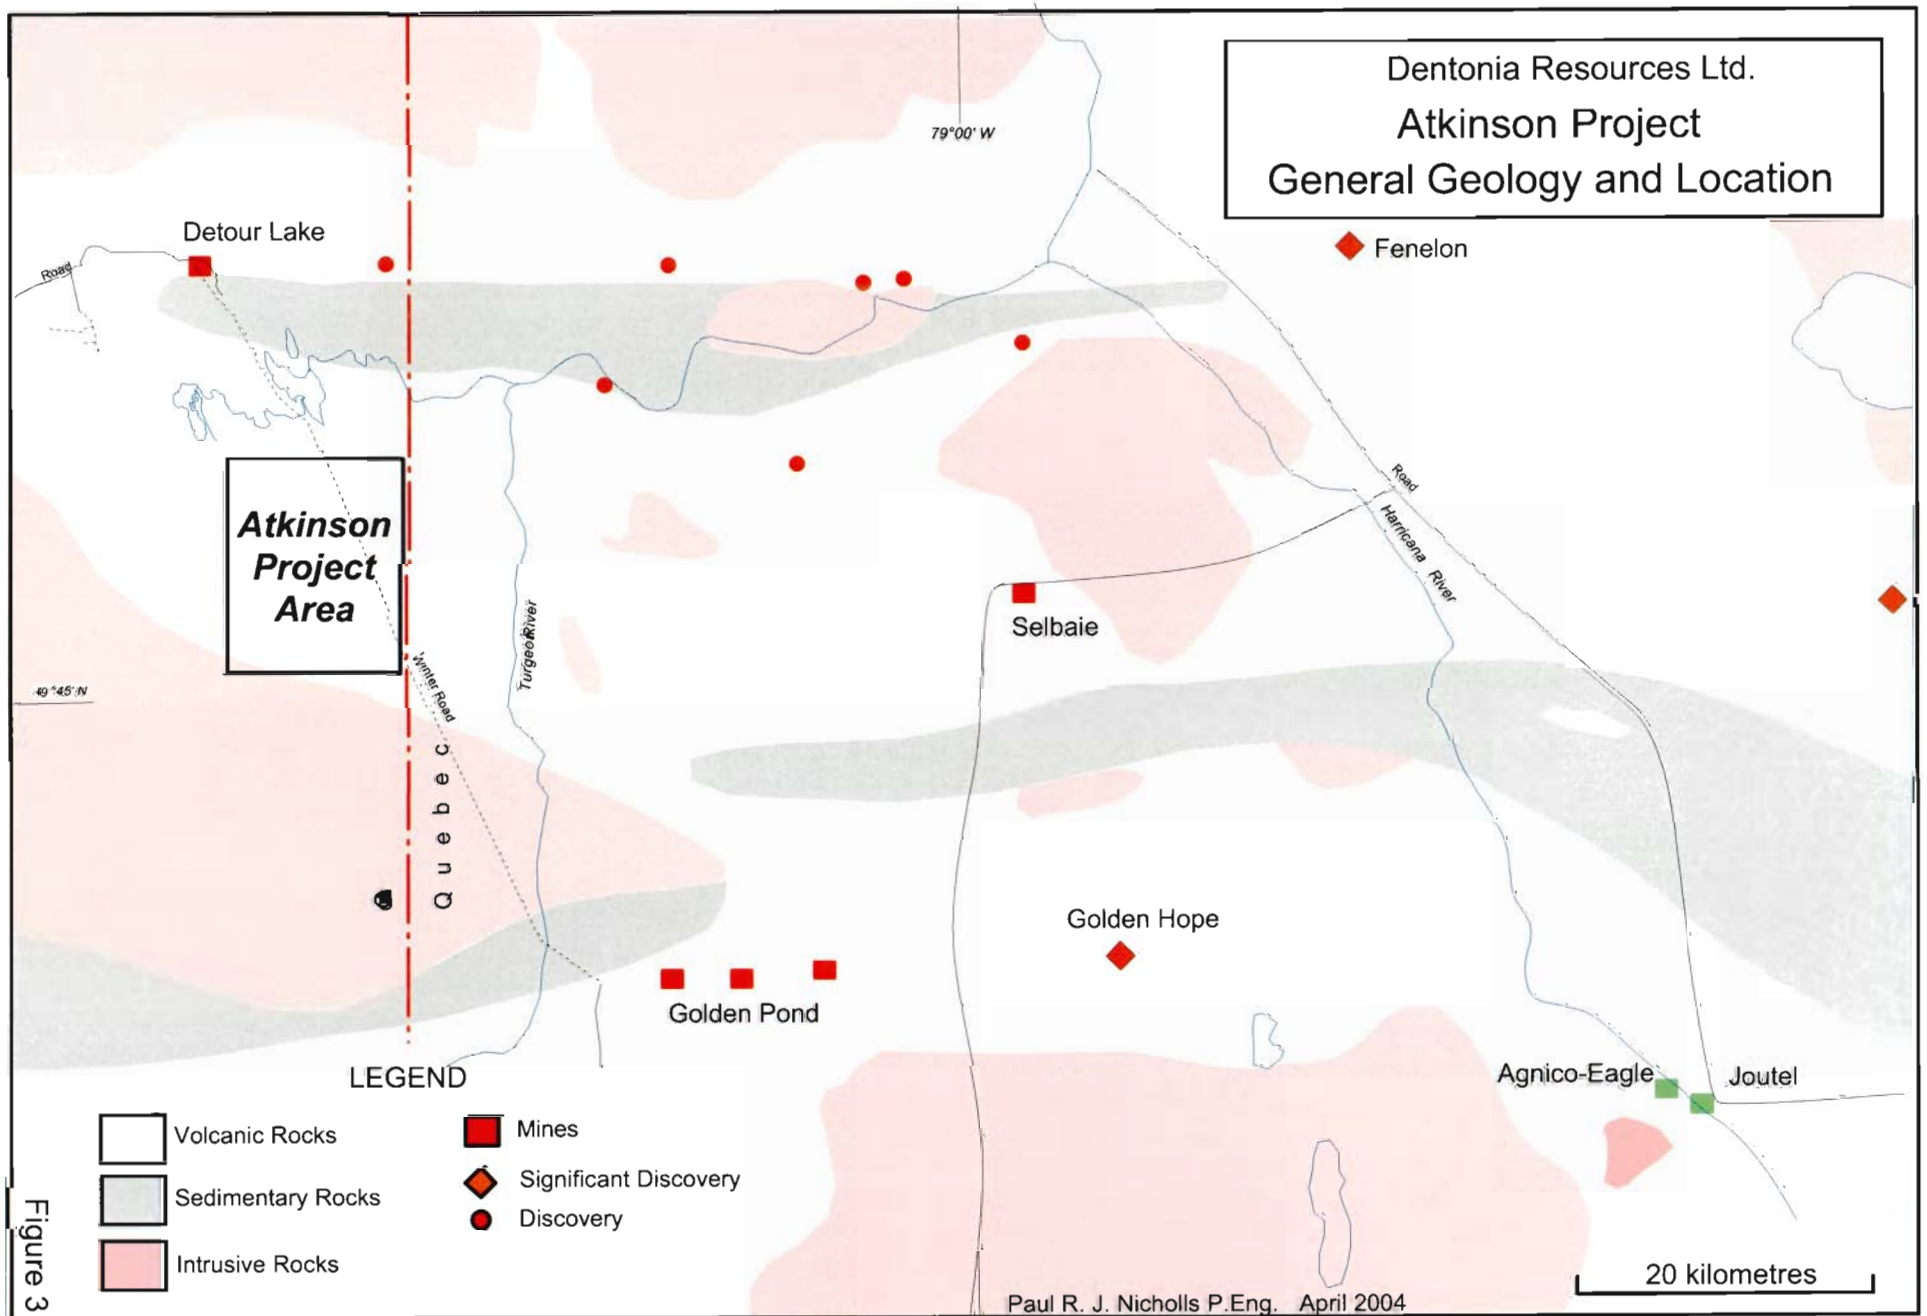 Dentonia Resources Ltd.
Atkinson Project
General Geology and Location
79°00' W
Detour Lake
Fenelon
Road
Road
Harricana River
Atkinson
Project
Area
Selbaie
Turgeon River
Winter Road
49°45' N
Quebec
Golden Hope
Golden Pond
Agnico-Eagle
Joutel
LEGEND
Volcanic Rocks
Sedimentary Rocks
Intrusive Rocks
Mines
Significant Discovery
Discovery
20 kilometres
Paul R. J. Nicholls P.Eng. April 2004
Figure 3